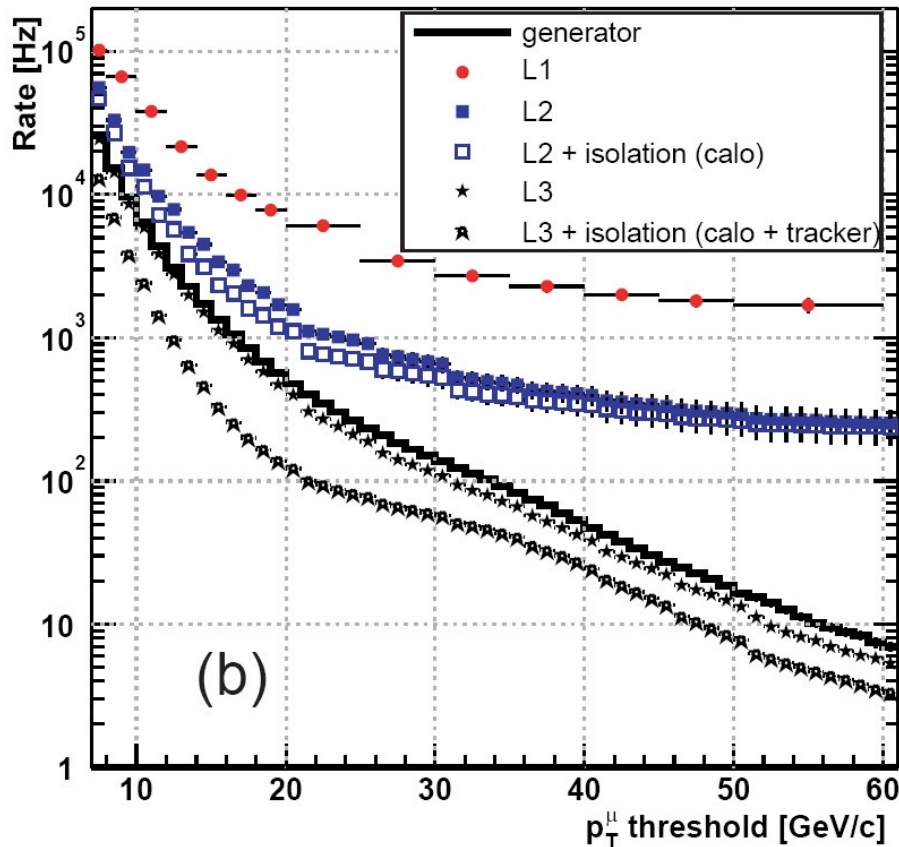 Rate [Hz]
10^5
10^4
10^3
10^2
10
1
generator
L1
L2
L2 + isolation (calo)
L3
L3 + isolation (calo + tracker)
(b)
10 20 30 40 50 60
p_T^μ threshold [GeV/c]